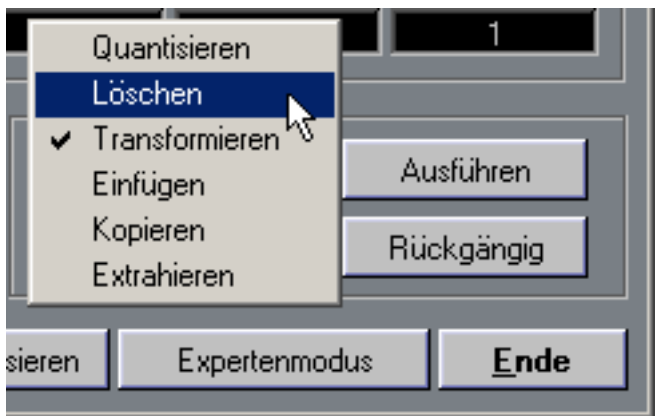 1
Quantisieren
Löschen
Transformieren
Einfügen
Kopieren
Extrahieren
Ausführen
Rückgängig
sieren
Expertenmodus
Ende